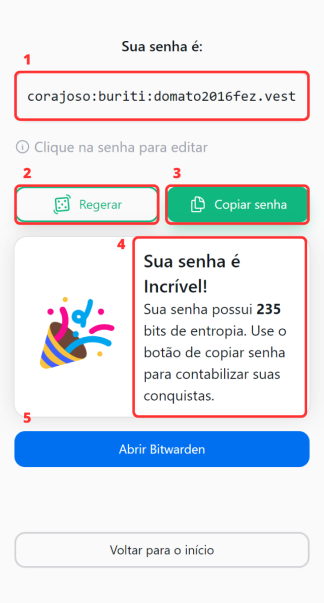 Sua senha é:
1
corajoso:buriti:domato2016fez.vest
Clique na senha para editar
2
3
Regerar
Copiar senha
4
Sua senha é
Incrível!
Sua senha possui 235
bits de entropia. Use o
botão de copiar senha
para contabilizar suas
conquistas.
5
Abrir Bitwarden
Voltar para o início